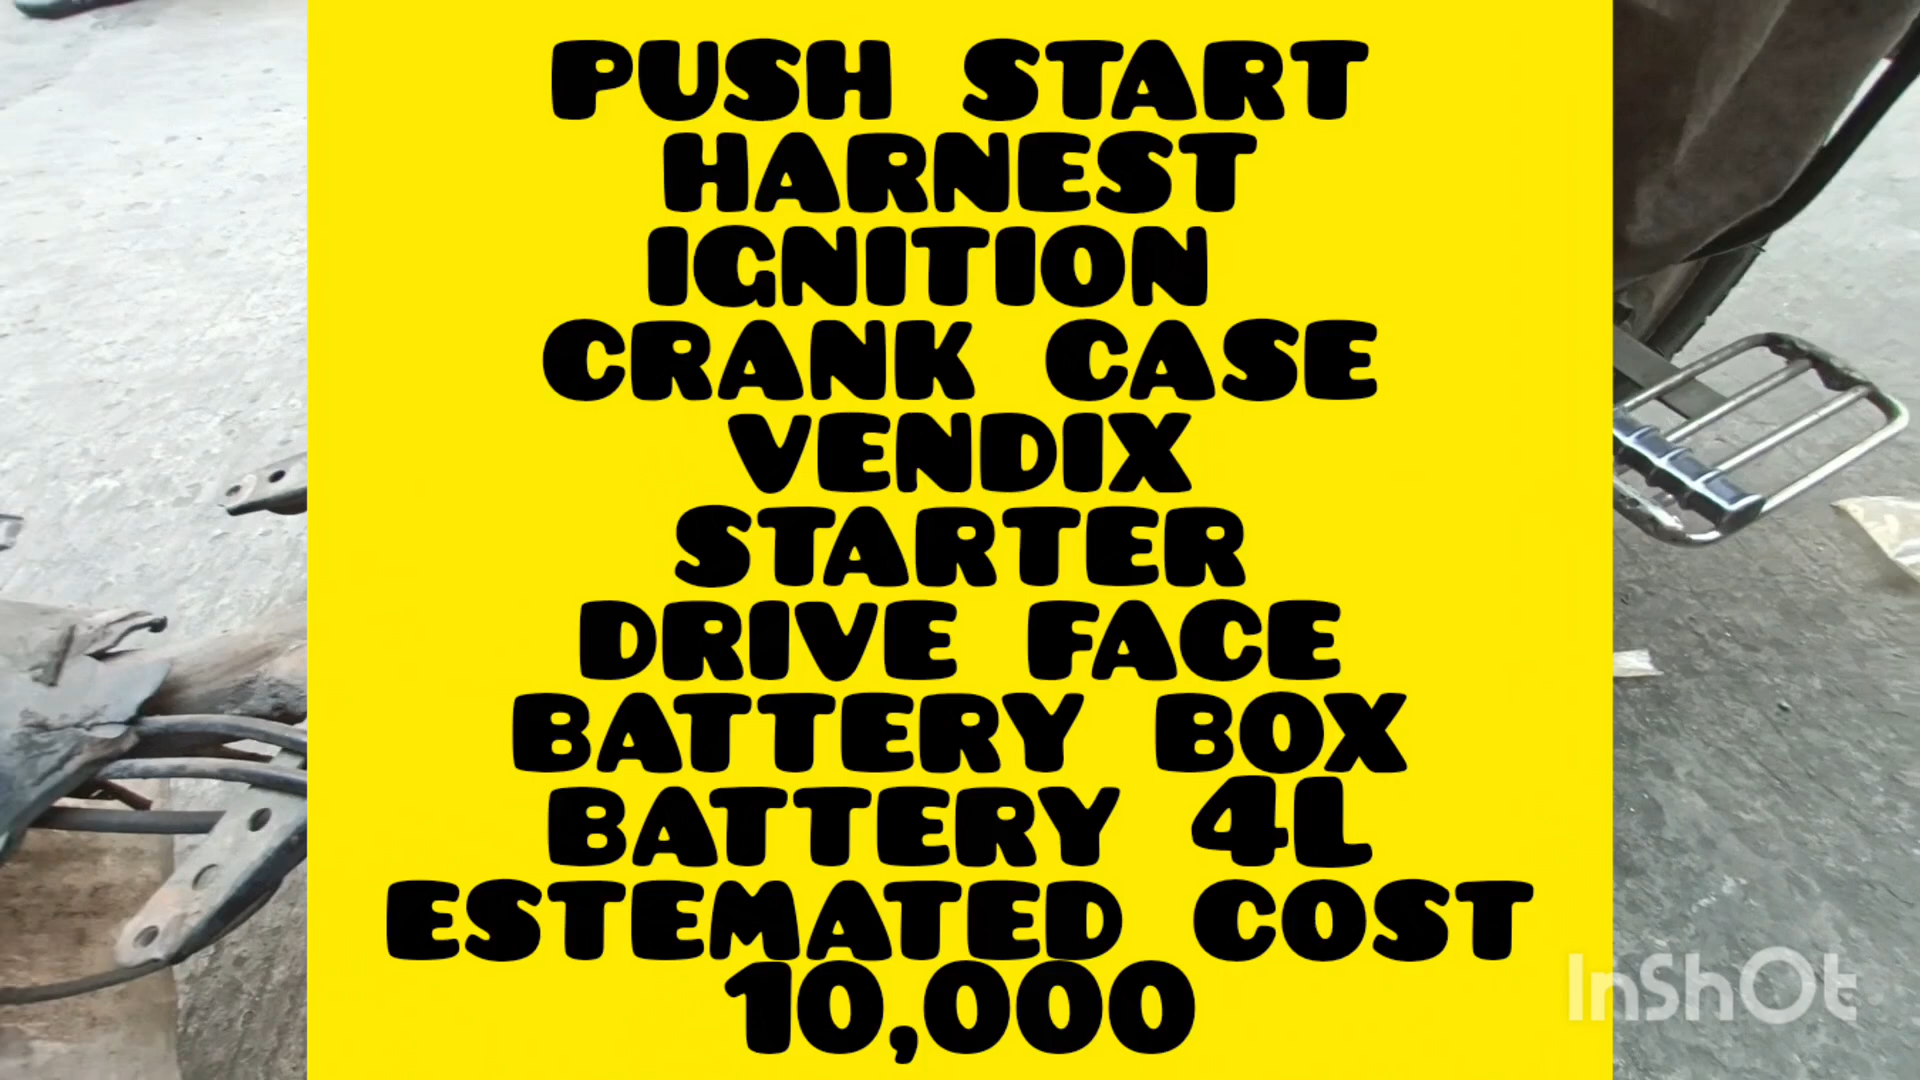 PUSH START
HARNEST
IGNITION
CRANK CASE
VENDIX
STARTER
DRIVE FACE
BATTERY BOX
BATTERY 4L
ESTEMATED COST
10,000
InShOt